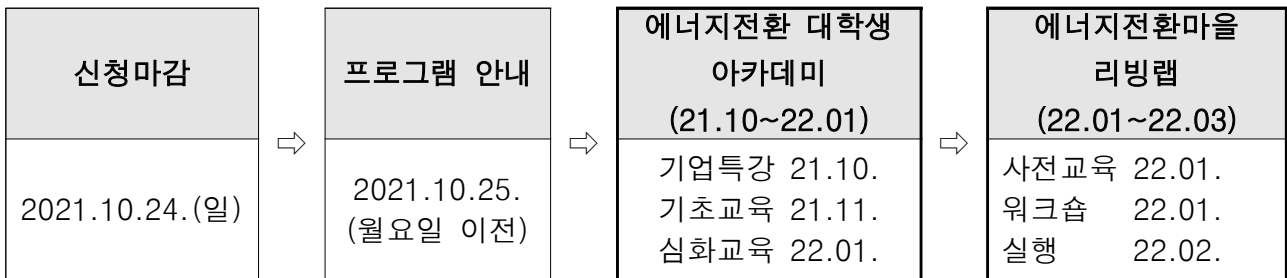 신청마감
2021.10.24.(일)
⇨
프로그램 안내
2021.10.25.
(월요일 이전)
⇨
에너지전환 대학생
아카데미
(21.10~22.01)
기업특강 21.10.
기초교육 21.11.
심화교육 22.01.
⇨
에너지전환마을
리빙랩
(22.01~22.03)
사전교육 22.01.
워크숍 22.01.
실행 22.02.